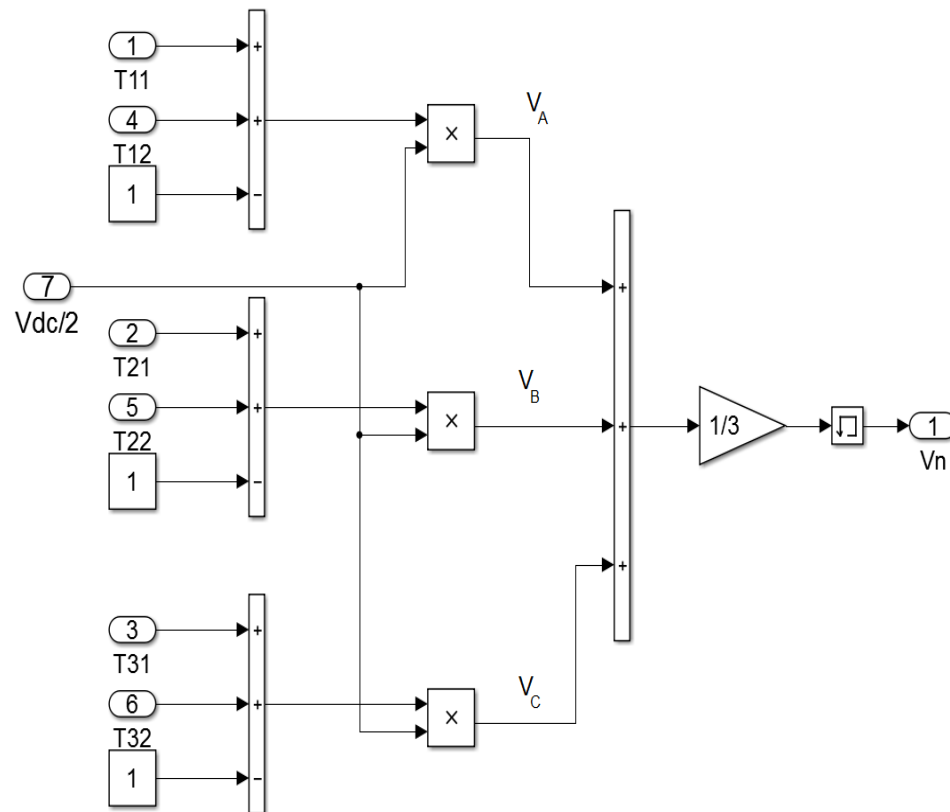 1
+
T11
4
+
×
V_A
T12
1
−
7
Vdc/2
+
2
+
T21
5
+
×
V_B
+
1/3
1
T22
Vn
1
−
+
3
+
T31
6
+
×
V_C
T32
1
−